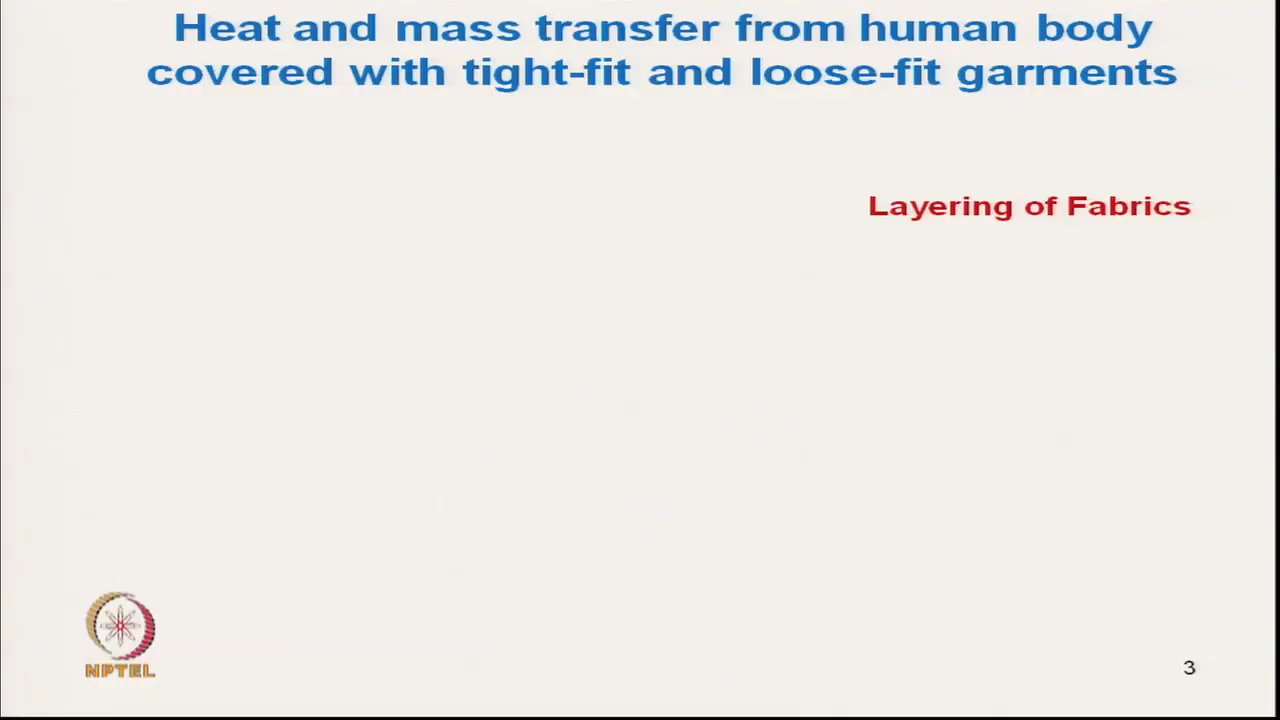 Heat and mass transfer from human body
covered with tight-fit and loose-fit garments
Layering of Fabrics
NPTEL
3